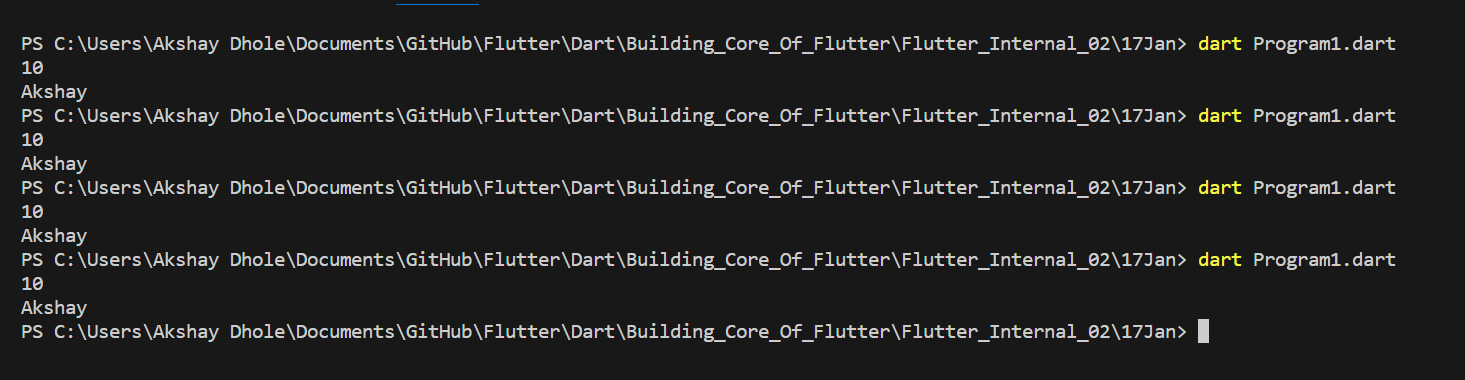 PS C:\Users\Akshay Dhole\Documents\GitHub\Flutter\Dart\Building_Core_Of_Flutter\Flutter_Internal_02\17Jan> dart Program1.dart
10
Akshay
PS C:\Users\Akshay Dhole\Documents\GitHub\Flutter\Dart\Building_Core_Of_Flutter\Flutter_Internal_02\17Jan> dart Program1.dart
10
Akshay
PS C:\Users\Akshay Dhole\Documents\GitHub\Flutter\Dart\Building_Core_Of_Flutter\Flutter_Internal_02\17Jan> dart Program1.dart
10
Akshay
PS C:\Users\Akshay Dhole\Documents\GitHub\Flutter\Dart\Building_Core_Of_Flutter\Flutter_Internal_02\17Jan> dart Program1.dart
10
Akshay
PS C:\Users\Akshay Dhole\Documents\GitHub\Flutter\Dart\Building_Core_Of_Flutter\Flutter_Internal_02\17Jan>